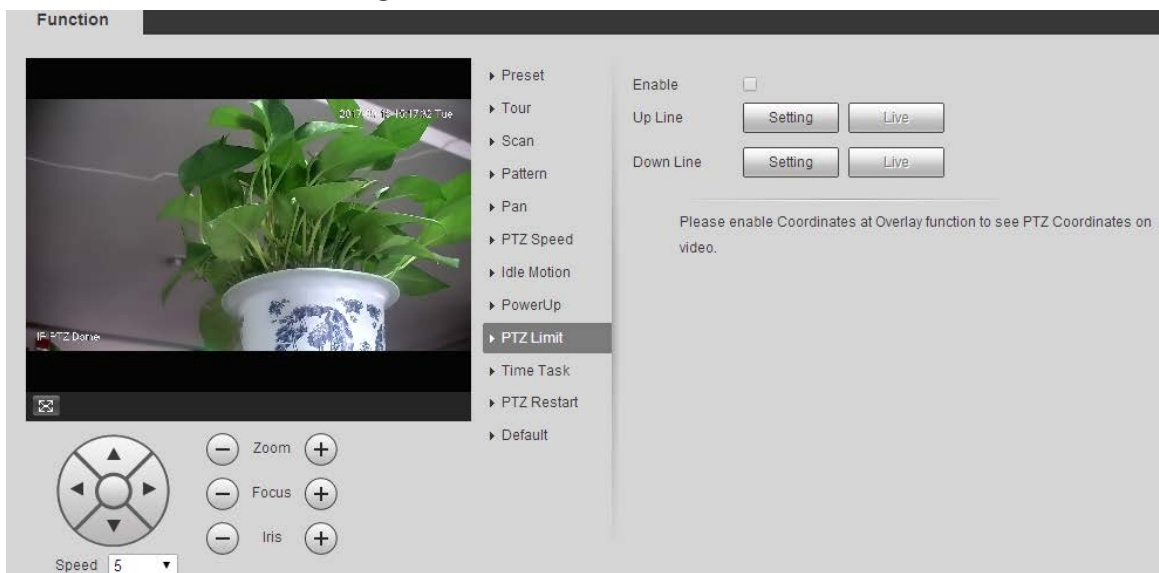 Function
Tue
IP PTZ Dome
Preset
Tour
Scan
Pattern
Pan
PTZ Speed
Idle Motion
PowerUp
PTZ Limit
Time Task
PTZ Restart
Default
Enable
Up Line Setting Live
Down Line Setting Live
Please enable Coordinates at Overlay function to see PTZ Coordinates on
video.
Zoom
Focus
Iris
Speed 5